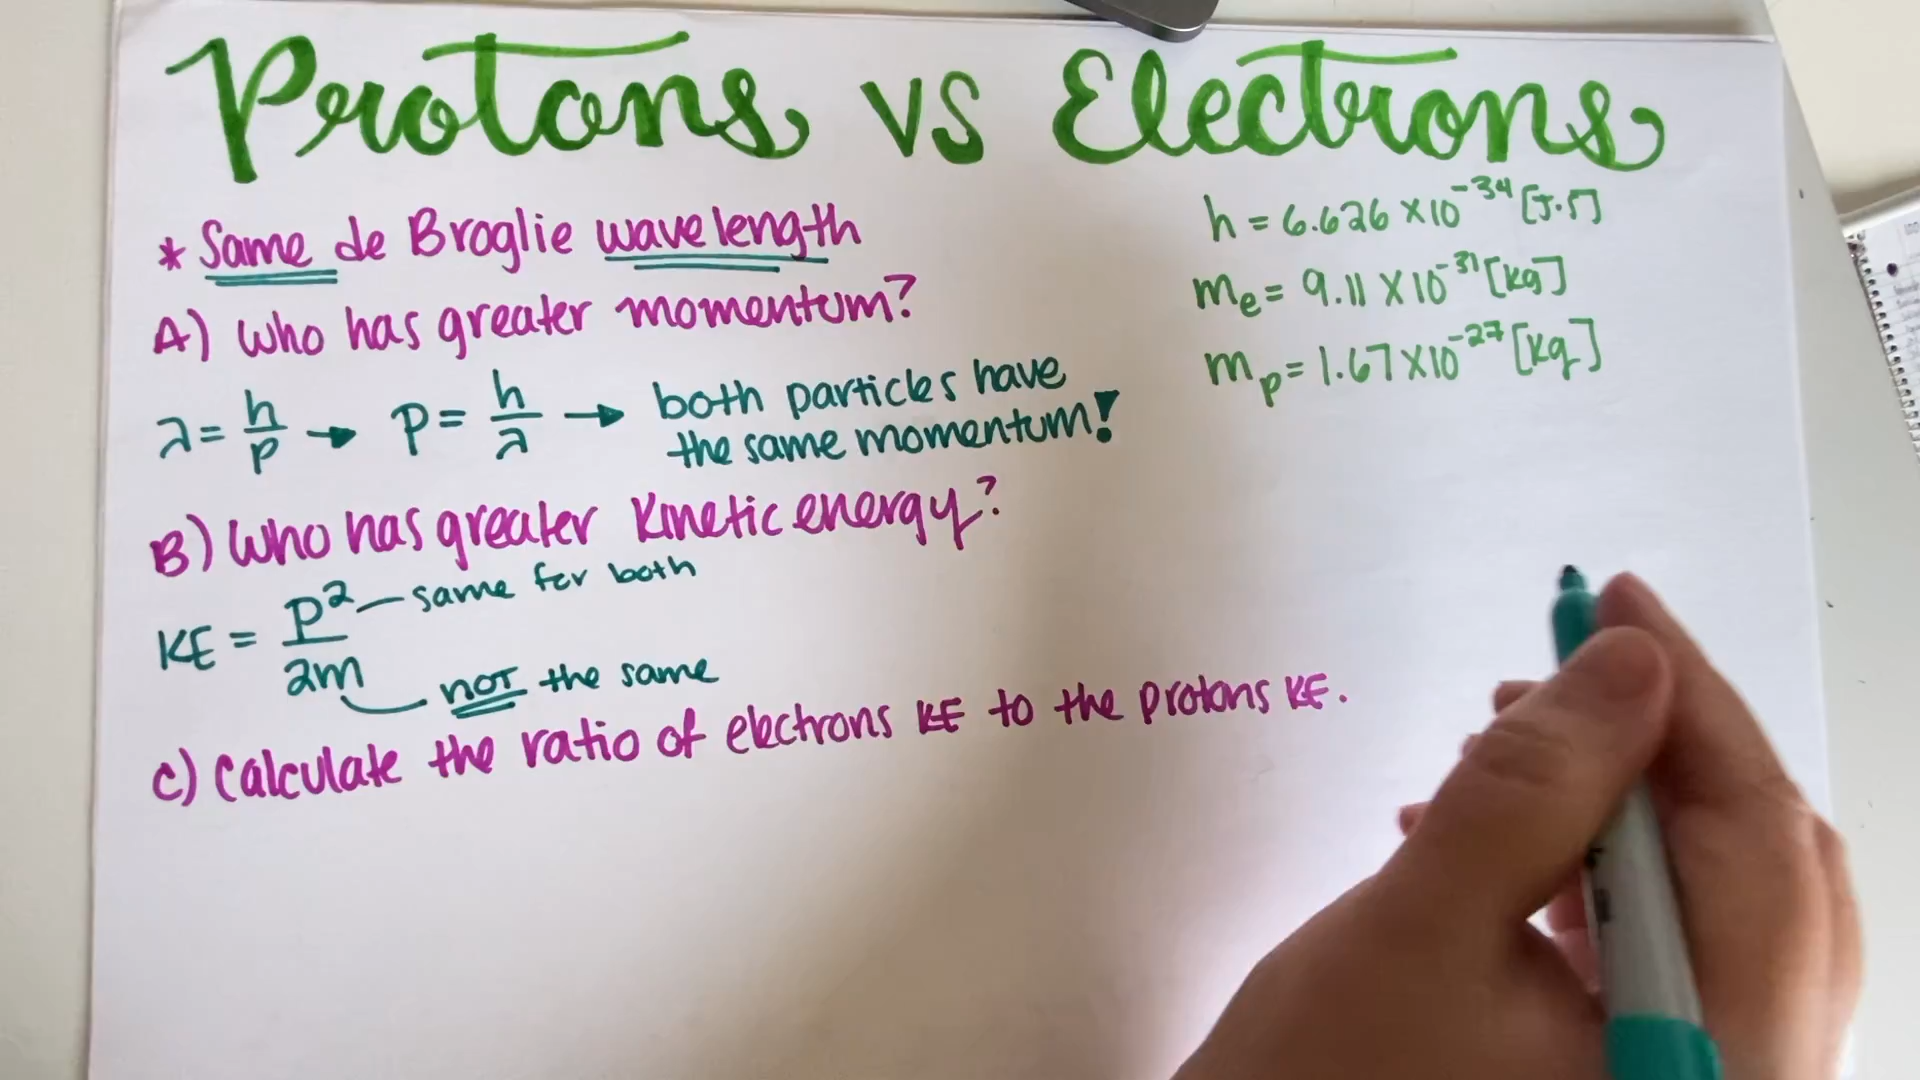 Protons vs Electrons
* Same de Broglie wavelength
h = 6.626 × 10⁻³⁴ [J·s]
A) Who has greater momentum?
mₑ = 9.11 × 10⁻³¹ [kg]
mₚ = 1.67 × 10⁻²⁷ [kg]
λ = h/p → P = h/λ → both particles have
the same momentum!
B) Who has greater Kinetic energy?
KE = P²/2m — same for both
NOT the same
C) Calculate the ratio of electrons KE to the protons KE.